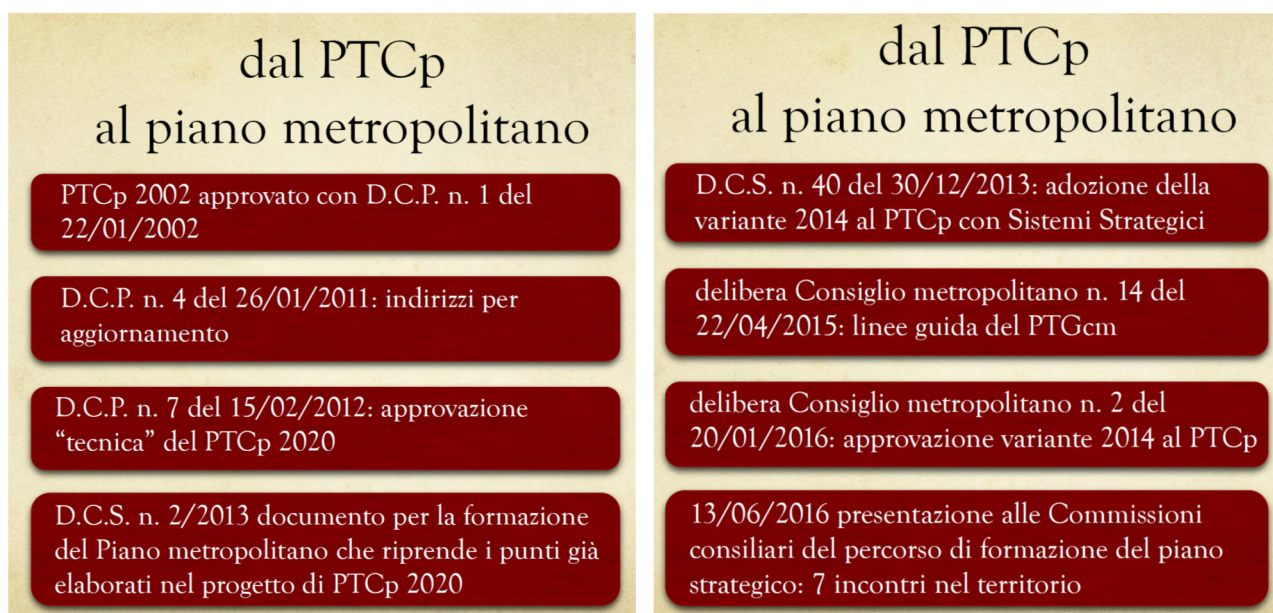 dal PTCp
al piano metropolitano
PTCp 2002 approvato con D.C.P. n. 1 del
22/01/2002
D.C.P. n. 4 del 26/01/2011: indirizzi per
aggiornamento
D.C.P. n. 7 del 15/02/2012: approvazione
“tecnica” del PTCp 2020
D.C.S. n. 2/2013 documento per la formazione
del Piano metropolitano che riprende i punti già
elaborati nel progetto di PTCp 2020
dal PTCp
al piano metropolitano
D.C.S. n. 40 del 30/12/2013: adozione della
variante 2014 al PTCp con Sistemi Strategici
delibera Consiglio metropolitano n. 14 del
22/04/2015: linee guida del PTGcm
delibera Consiglio metropolitano n. 2 del
20/01/2016: approvazione variante 2014 al PTCp
13/06/2016 presentazione alle Commissioni
consiliari del percorso di formazione del piano
strategico: 7 incontri nel territorio